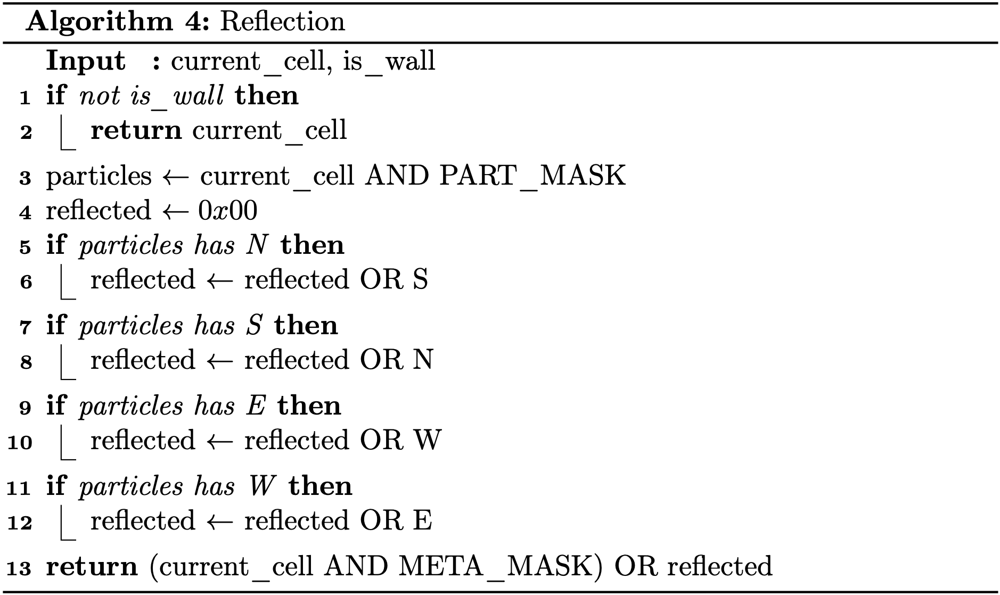 Algorithm 4: Reflection
Input : current_cell, is_wall
1 if not is_wall then
2 return current_cell
3 particles ← current_cell AND PART_MASK
4 reflected ← 0x00
5 if particles has N then
6 reflected ← reflected OR S
7 if particles has S then
8 reflected ← reflected OR N
9 if particles has E then
10 reflected ← reflected OR W
11 if particles has W then
12 reflected ← reflected OR E
13 return (current_cell AND META_MASK) OR reflected